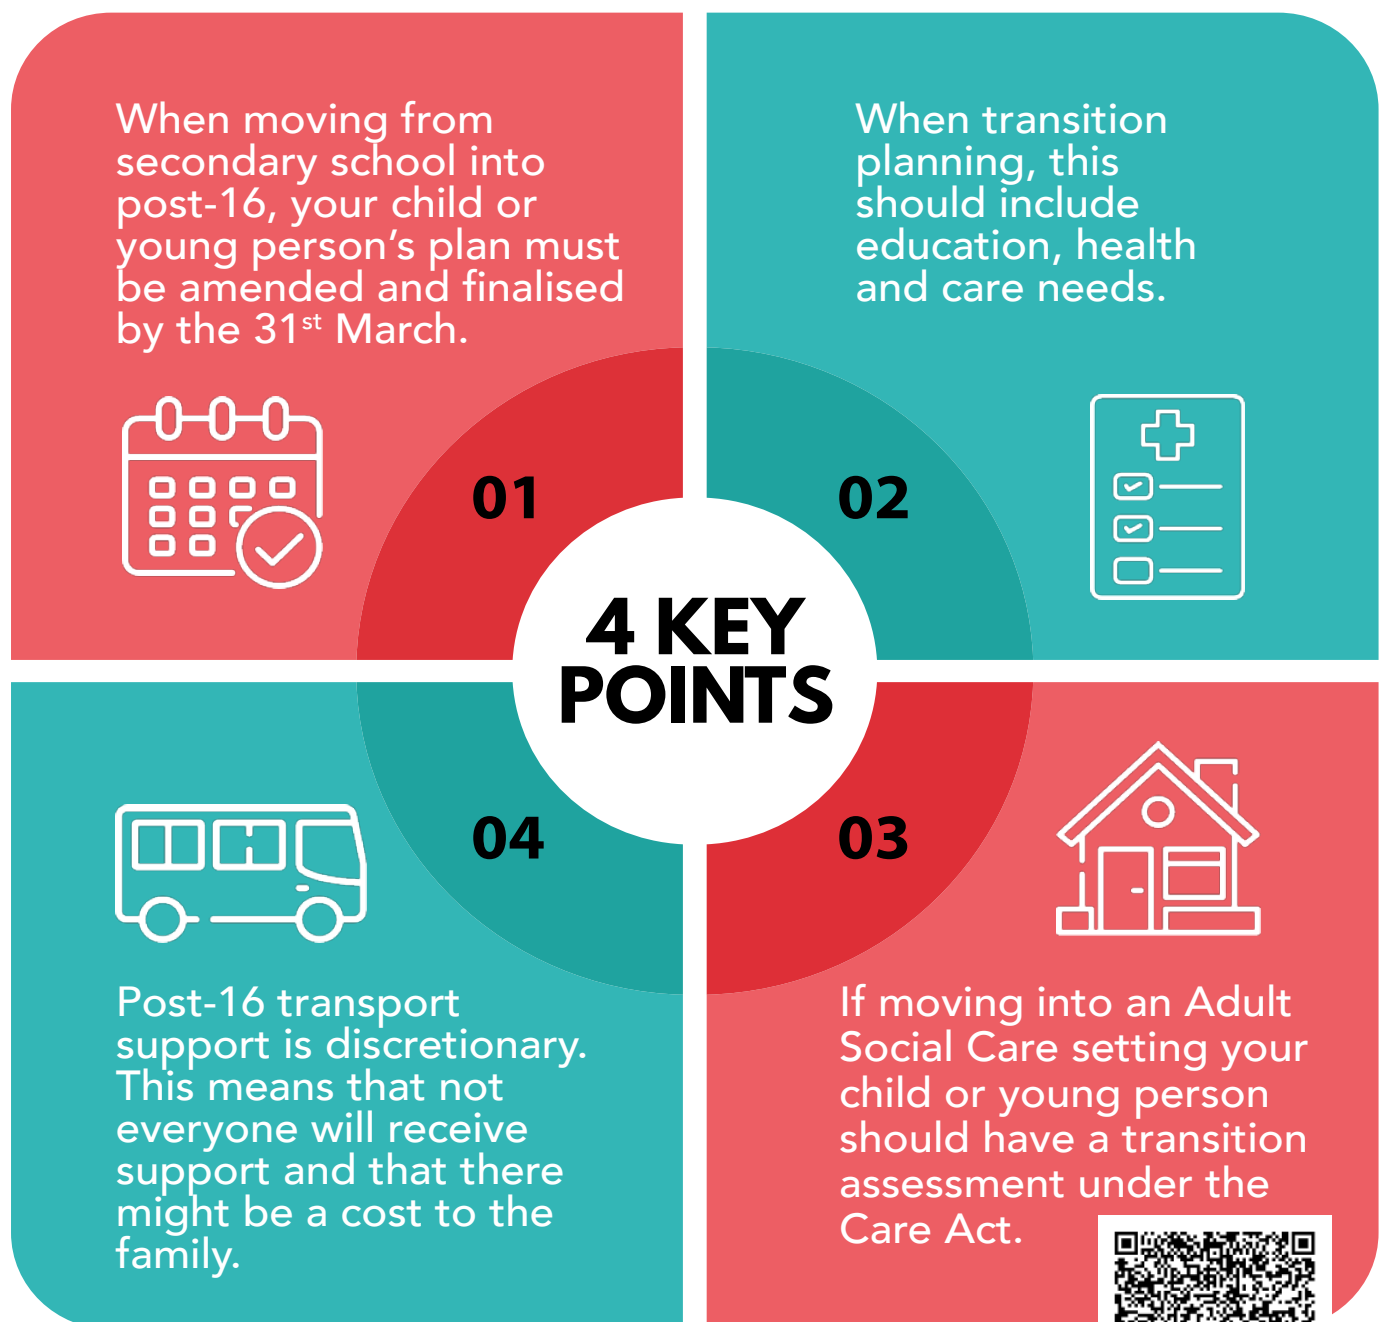 When moving from
secondary school into
post-16, your child or
young person's plan must
be amended and finalised
by the 31st March.
01
When transition
planning, this
should include
education, health
and care needs.
02
4 KEY
POINTS
03
If moving into an Adult
Social Care setting your
child or young person
should have a transition
assessment under the
Care Act.
04
Post-16 transport
support is discretionary.
This means that not
everyone will receive
support and that there
might be a cost to the
family.